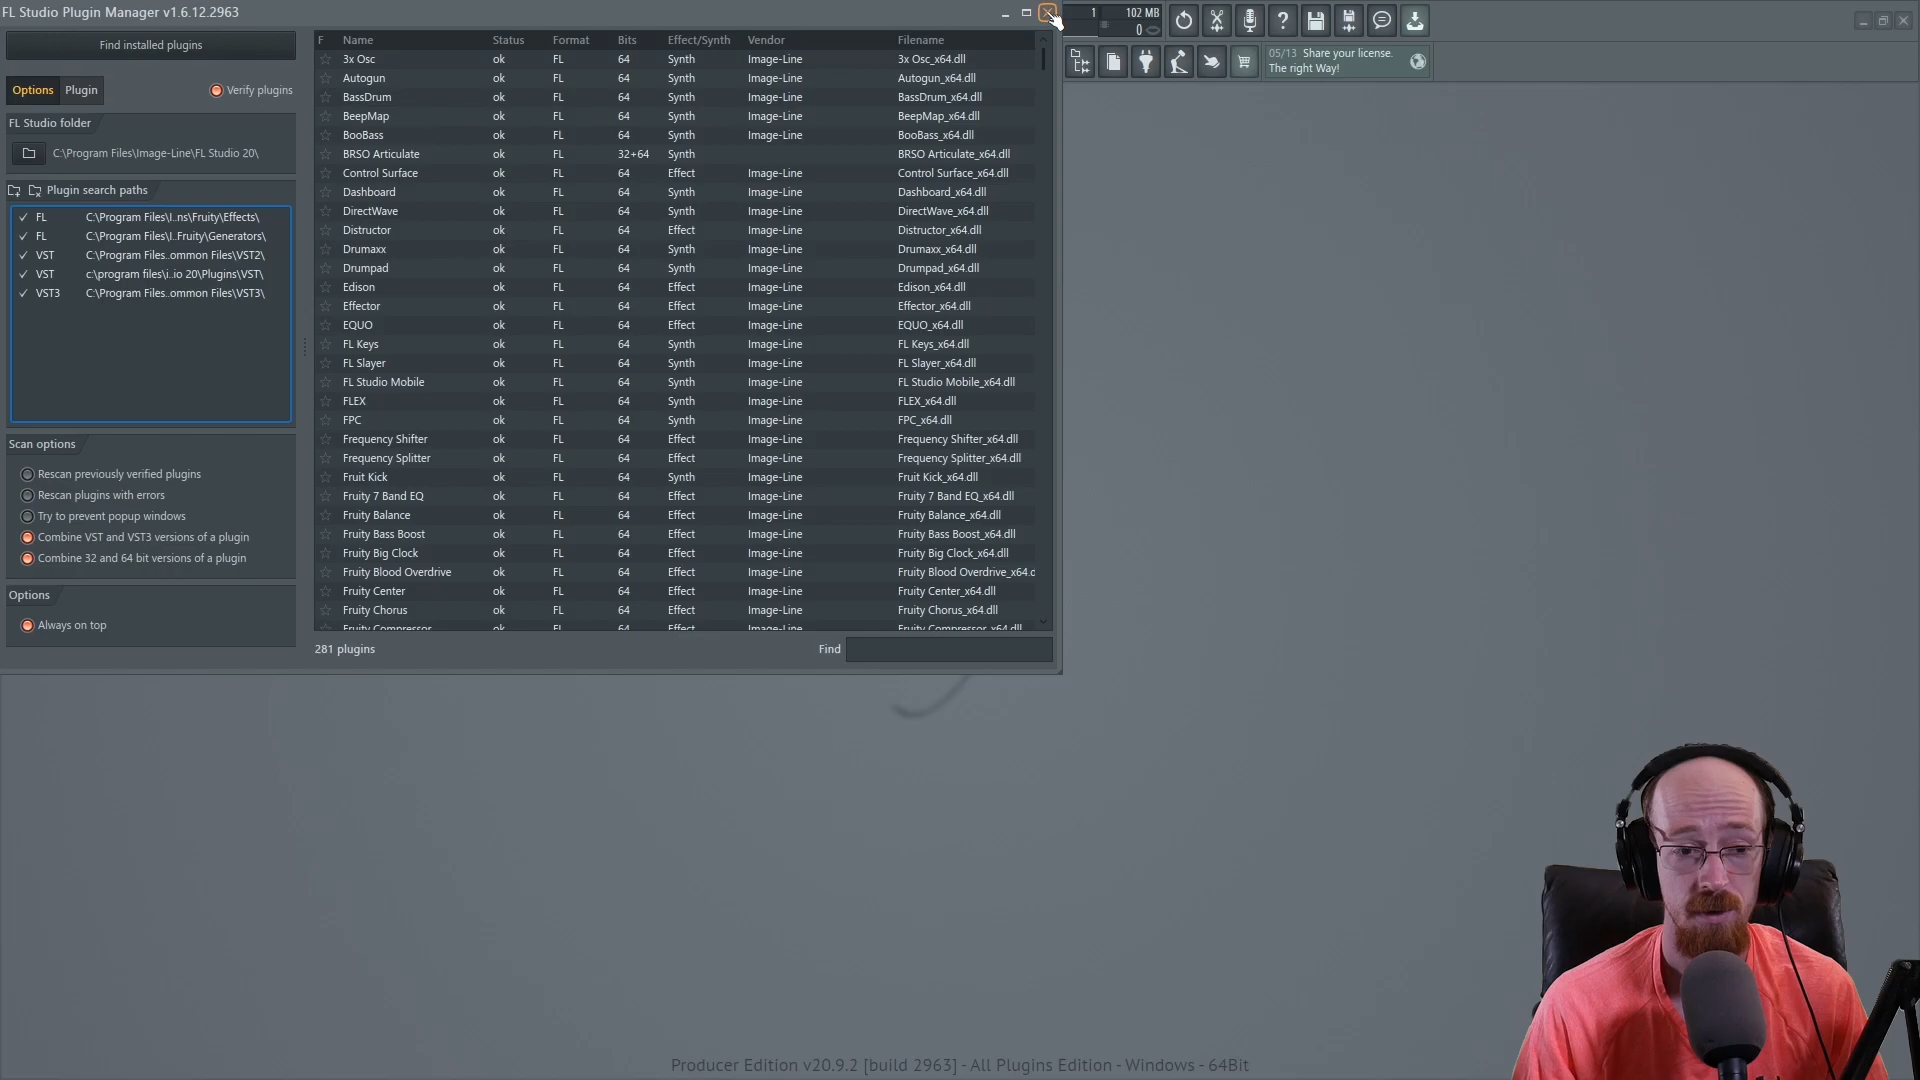 FL Studio Plugin Manager v1.6.12.2963
1
102 MB
0
05/13 Share your license.
The right Way!
Find installed plugins
Options
Plugin
Verify plugins
FL Studio folder
C:\Program Files\Image-Line\FL Studio 20\
Plugin search paths
FL C:\Program Files\I..ns\Fruity\Effects\
FL C:\Program Files\I..Fruity\Generators\
VST C:\Program Files..ommon Files\VST2\
VST c:\program files\i..io 20\Plugins\VST\
VST3 C:\Program Files..ommon Files\VST3\
Scan options
Rescan previously verified plugins
Rescan plugins with errors
Try to prevent popup windows
Combine VST and VST3 versions of a plugin
Combine 32 and 64 bit versions of a plugin
Options
Always on top
F Name Status Format Bits Effect/Synth Vendor Filename
3x Osc ok FL 64 Synth Image-Line 3x Osc_x64.dll
Autogun ok FL 64 Synth Image-Line Autogun_x64.dll
BassDrum ok FL 64 Synth Image-Line BassDrum_x64.dll
BeepMap ok FL 64 Synth Image-Line BeepMap_x64.dll
BooBass ok FL 64 Synth Image-Line BooBass_x64.dll
BRSO Articulate ok FL 32+64 Synth BRSO Articulate_x64.dll
Control Surface ok FL 64 Effect Image-Line Control Surface_x64.dll
Dashboard ok FL 64 Synth Image-Line Dashboard_x64.dll
DirectWave ok FL 64 Synth Image-Line DirectWave_x64.dll
Distructor ok FL 64 Effect Image-Line Distructor_x64.dll
Drumaxx ok FL 64 Synth Image-Line Drumaxx_x64.dll
Drumpad ok FL 64 Synth Image-Line Drumpad_x64.dll
Edison ok FL 64 Effect Image-Line Edison_x64.dll
Effector ok FL 64 Effect Image-Line Effector_x64.dll
EQUO ok FL 64 Effect Image-Line EQUO_x64.dll
FL Keys ok FL 64 Synth Image-Line FL Keys_x64.dll
FL Slayer ok FL 64 Synth Image-Line FL Slayer_x64.dll
FL Studio Mobile ok FL 64 Synth Image-Line FL Studio Mobile_x64.dll
FLEX ok FL 64 Synth Image-Line FLEX_x64.dll
FPC ok FL 64 Synth Image-Line FPC_x64.dll
Frequency Shifter ok FL 64 Effect Image-Line Frequency Shifter_x64.dll
Frequency Splitter ok FL 64 Effect Image-Line Frequency Splitter_x64.dll
Fruit Kick ok FL 64 Synth Image-Line Fruit Kick_x64.dll
Fruity 7 Band EQ ok FL 64 Effect Image-Line Fruity 7 Band EQ_x64.dll
Fruity Balance ok FL 64 Effect Image-Line Fruity Balance_x64.dll
Fruity Bass Boost ok FL 64 Effect Image-Line Fruity Bass Boost_x64.dll
Fruity Big Clock ok FL 64 Effect Image-Line Fruity Big Clock_x64.dll
Fruity Blood Overdrive ok FL 64 Effect Image-Line Fruity Blood Overdrive_x64.d
Fruity Center ok FL 64 Effect Image-Line Fruity Center_x64.dll
Fruity Chorus ok FL 64 Effect Image-Line Fruity Chorus_x64.dll
Fruity Compressor ok FL 64 Effect Image-Line Fruity Compressor_x64.dll
281 plugins
Find
Producer Edition v20.9.2 [build 2963] - All Plugins Edition - Windows - 64Bit